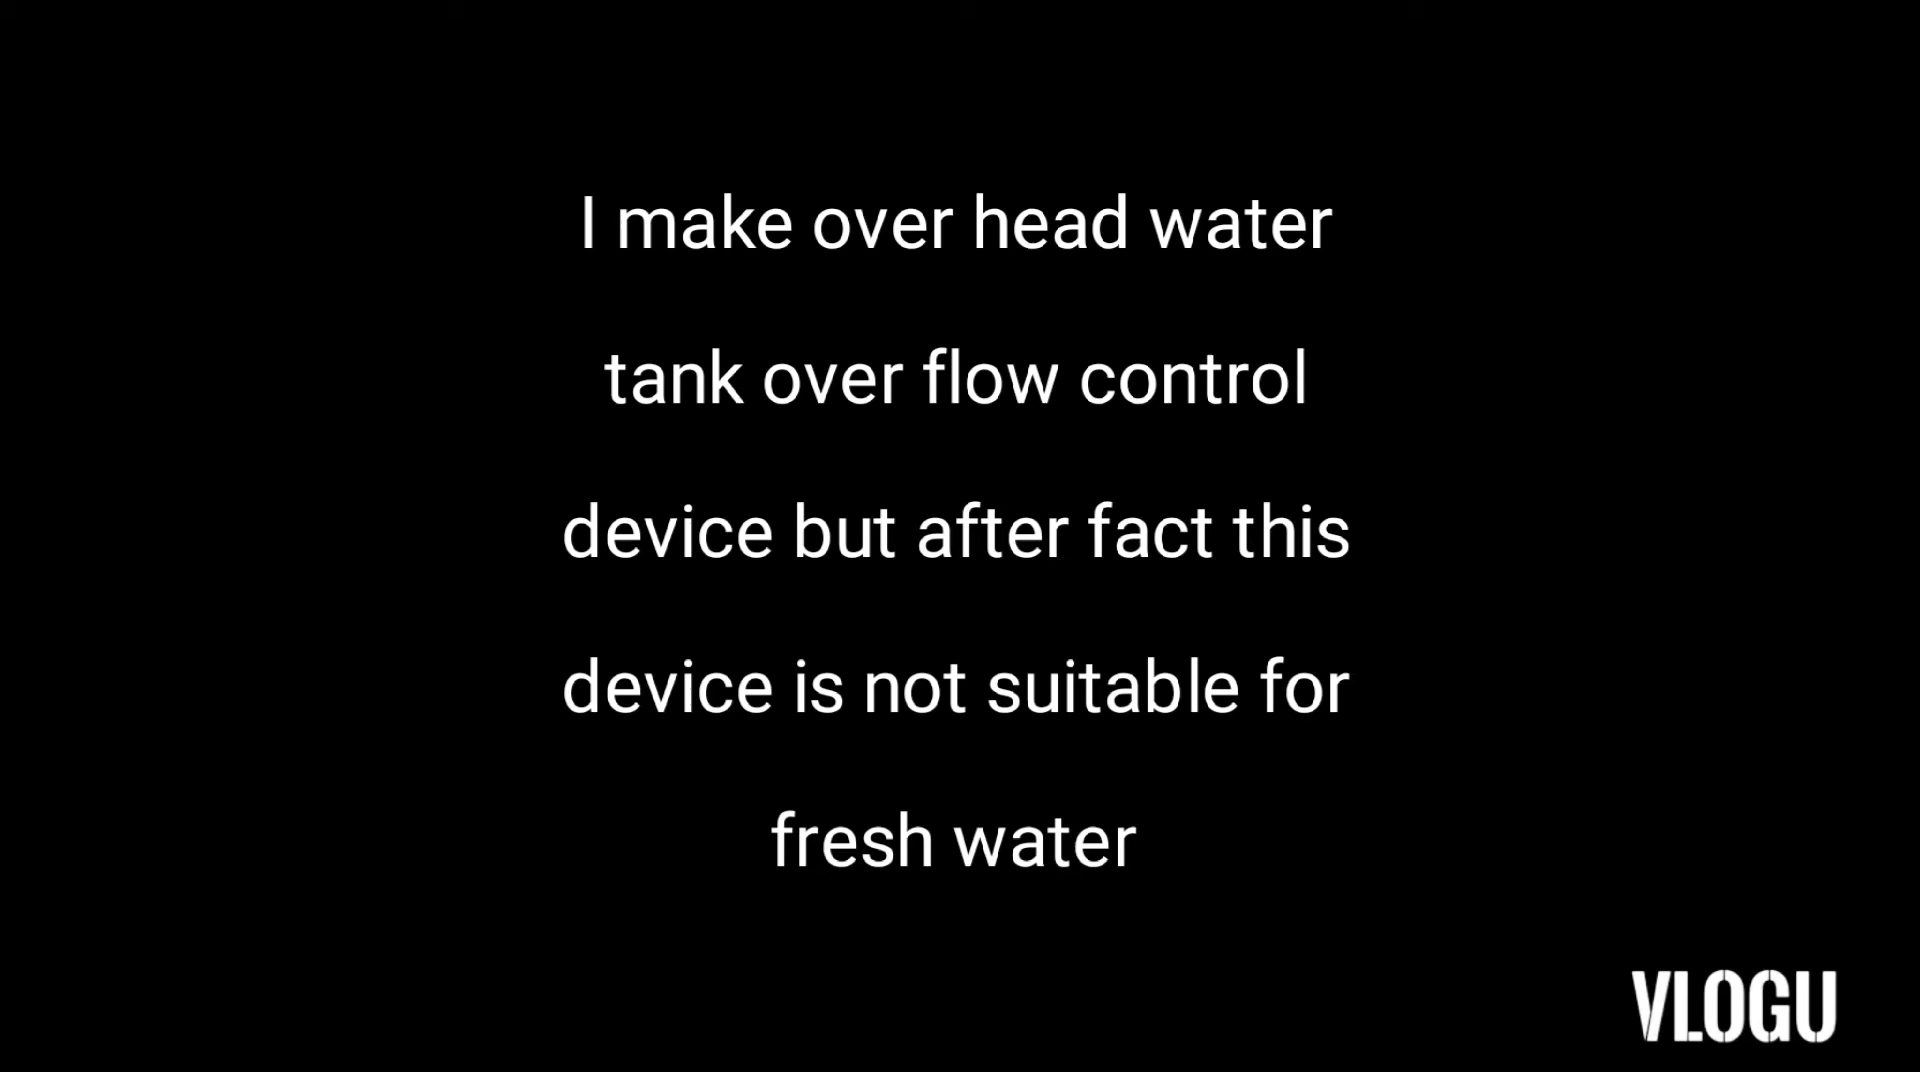 I make over head water
tank over flow control
device but after fact this
device is not suitable for
fresh water
VLOGU